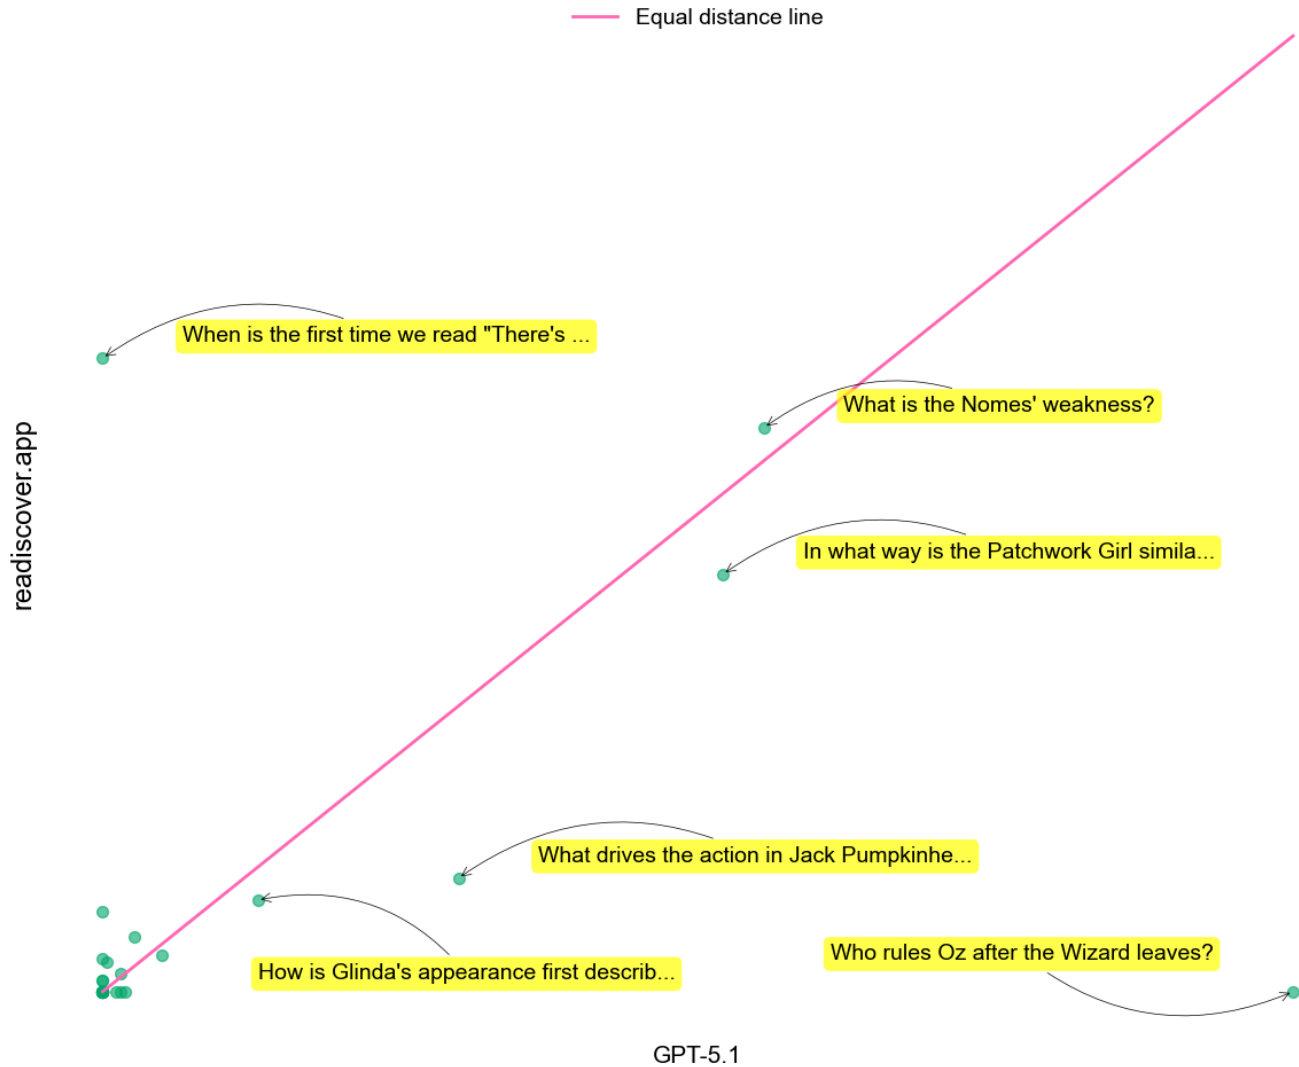 Equal distance line
When is the first time we read "There's ...
What is the Nomes' weakness?
readiscover.app
In what way is the Patchwork Girl simila...
What drives the action in Jack Pumpkinhe...
Who rules Oz after the Wizard leaves?
How is Glinda's appearance first describ...
GPT-5.1